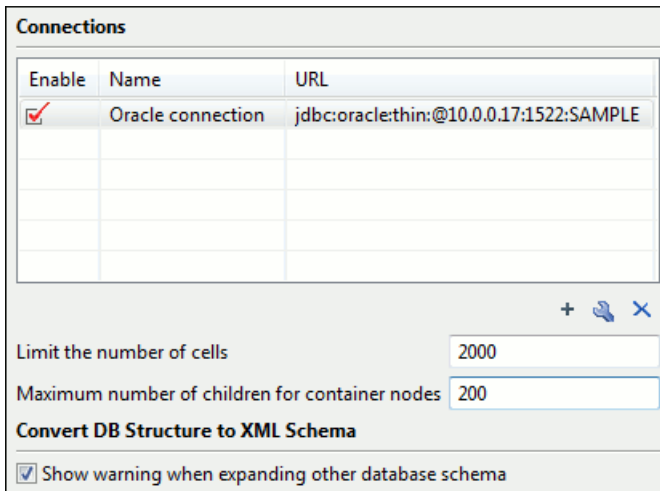 Connections
Enable Name URL
Oracle connection jdbc:oracle:thin:@10.0.0.17:1522:SAMPLE
Limit the number of cells 2000
Maximum number of children for container nodes 200
Convert DB Structure to XML Schema
Show warning when expanding other database schema